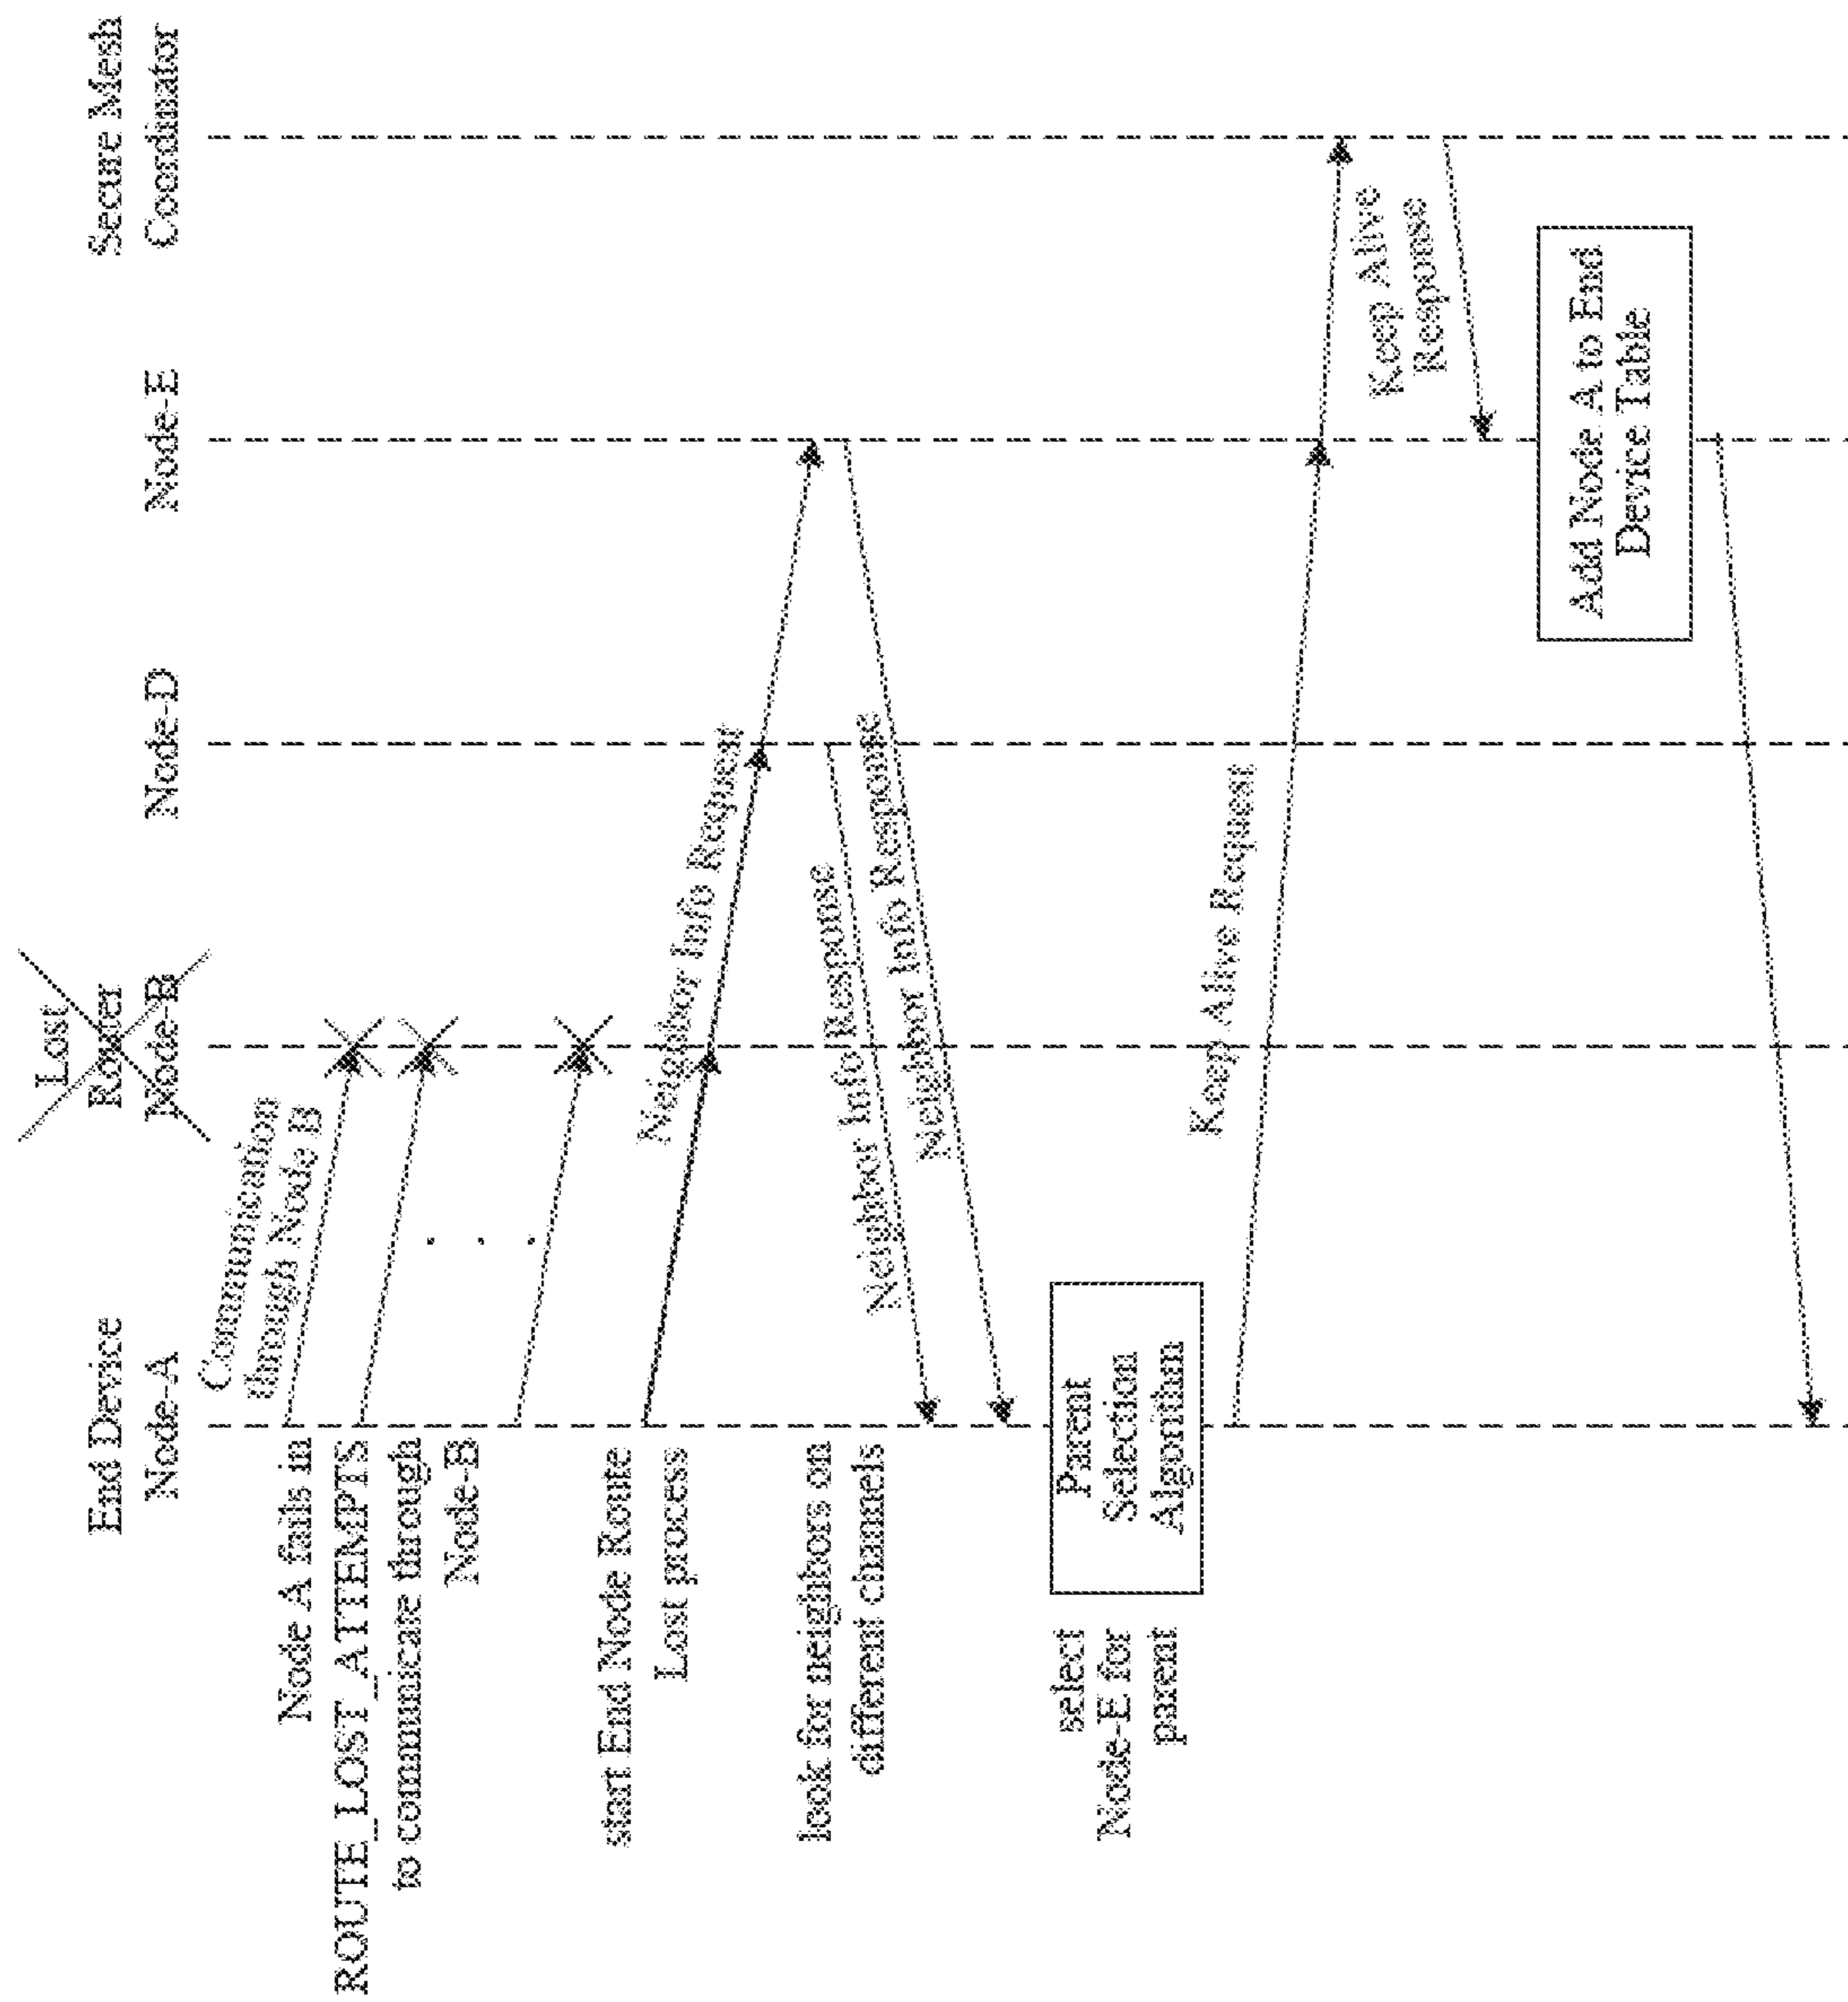 End Device
Node-A
Lost
Router
Node-B
Node-D
Node-E
Secure Mesh
Coordinator
Communication
through Node B
Node A fails in
ROUTE_LOST_ATTEMPTS
to communicate through
Node-B
. . .
start End Node Route
Lost process
Neighbor Info Request
look for neighbors on
different channels
Neighbor Info Response
Neighbor Info Response
Parent
Selection
Algorithm
select
Node-E for
parent
Keep Alive Request
Keep Alive
Response
Add Node A to End
Device Table